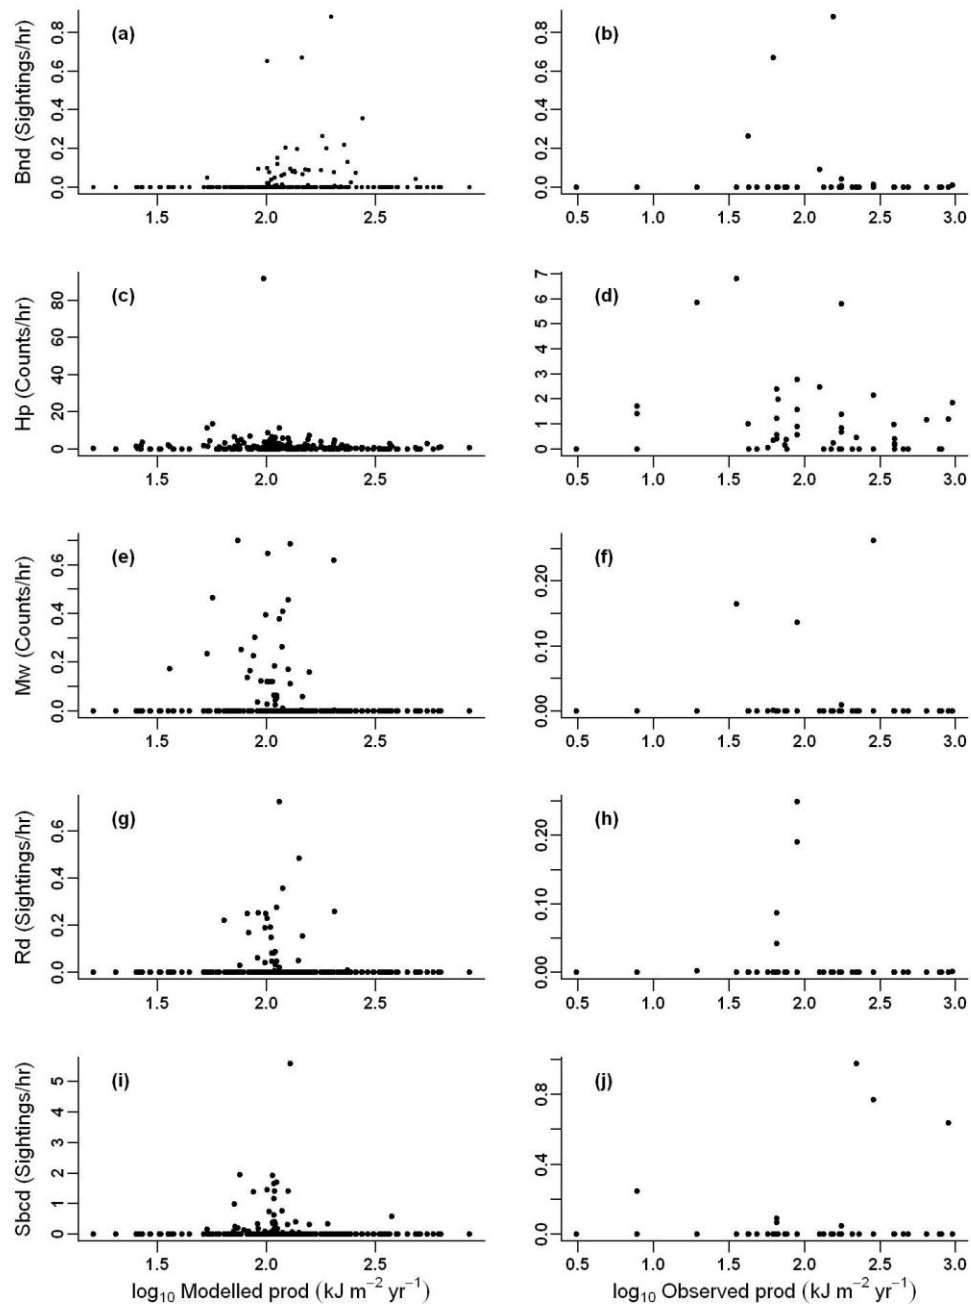 (a)
Bnd (Sightings/hr)
0.0 0.2 0.4 0.6 0.8
1.5 2.0 2.5
(b)
0.0 0.2 0.4 0.6 0.8
0.5 1.0 1.5 2.0 2.5 3.0
(c)
Hp (Counts/hr)
0 20 40 60 80
1.5 2.0 2.5
(d)
0 1 2 3 4 5 6 7
0.5 1.0 1.5 2.0 2.5 3.0
(e)
Mw (Counts/hr)
0.0 0.2 0.4 0.6
1.5 2.0 2.5
(f)
0.00 0.10 0.20
0.5 1.0 1.5 2.0 2.5 3.0
(g)
Rd (Sightings/hr)
0.0 0.2 0.4 0.6
1.5 2.0 2.5
(h)
0.00 0.10 0.20
0.5 1.0 1.5 2.0 2.5 3.0
(i)
Sbcd (Sightings/hr)
0 1 2 3 4 5
1.5 2.0 2.5
log₁₀ Modelled prod (kJ m⁻² yr⁻¹)
(j)
0.0 0.4 0.8
0.5 1.0 1.5 2.0 2.5 3.0
log₁₀ Observed prod (kJ m⁻² yr⁻¹)